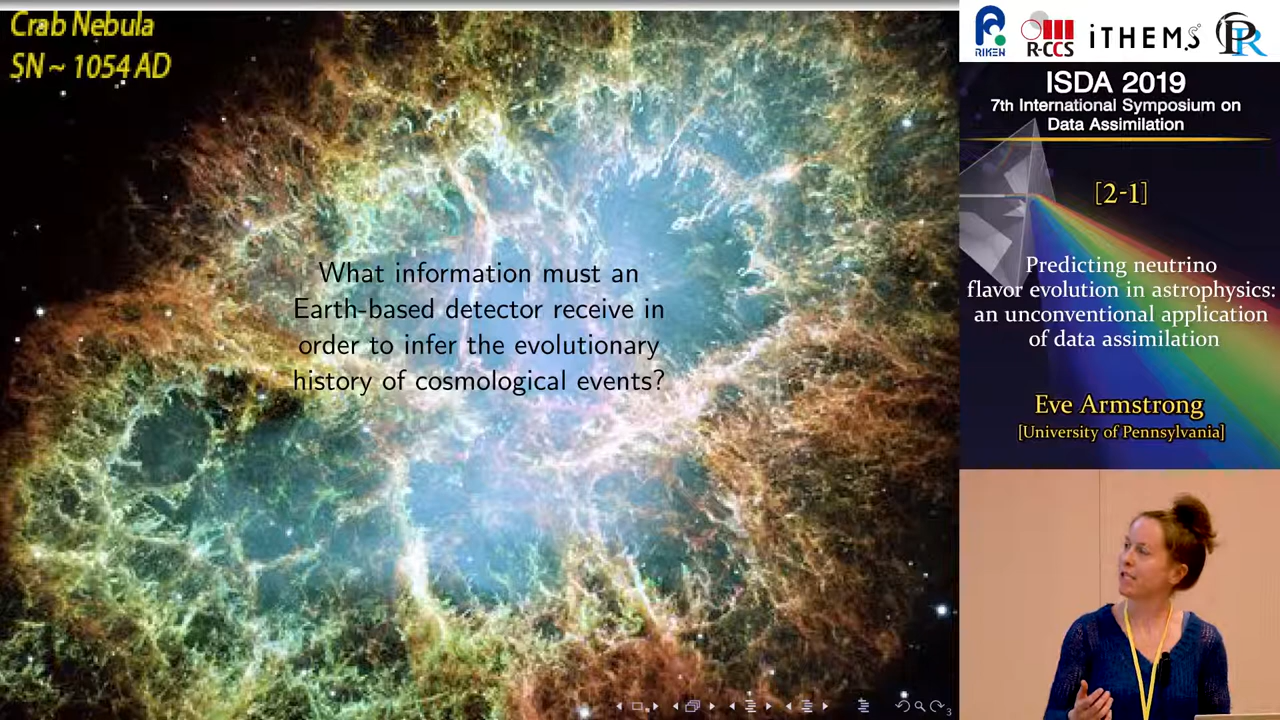 Crab Nebula
SN ~ 1054 AD
What information must an
Earth-based detector receive in
order to infer the evolutionary
history of cosmological events?
3
RIKEN
R-CCS
iTHEMS
PR
ISDA 2019
7th International Symposium on
Data Assimilation
[2-1]
Predicting neutrino
flavor evolution in astrophysics:
an unconventional application
of data assimilation
Eve Armstrong
[University of Pennsylvania]